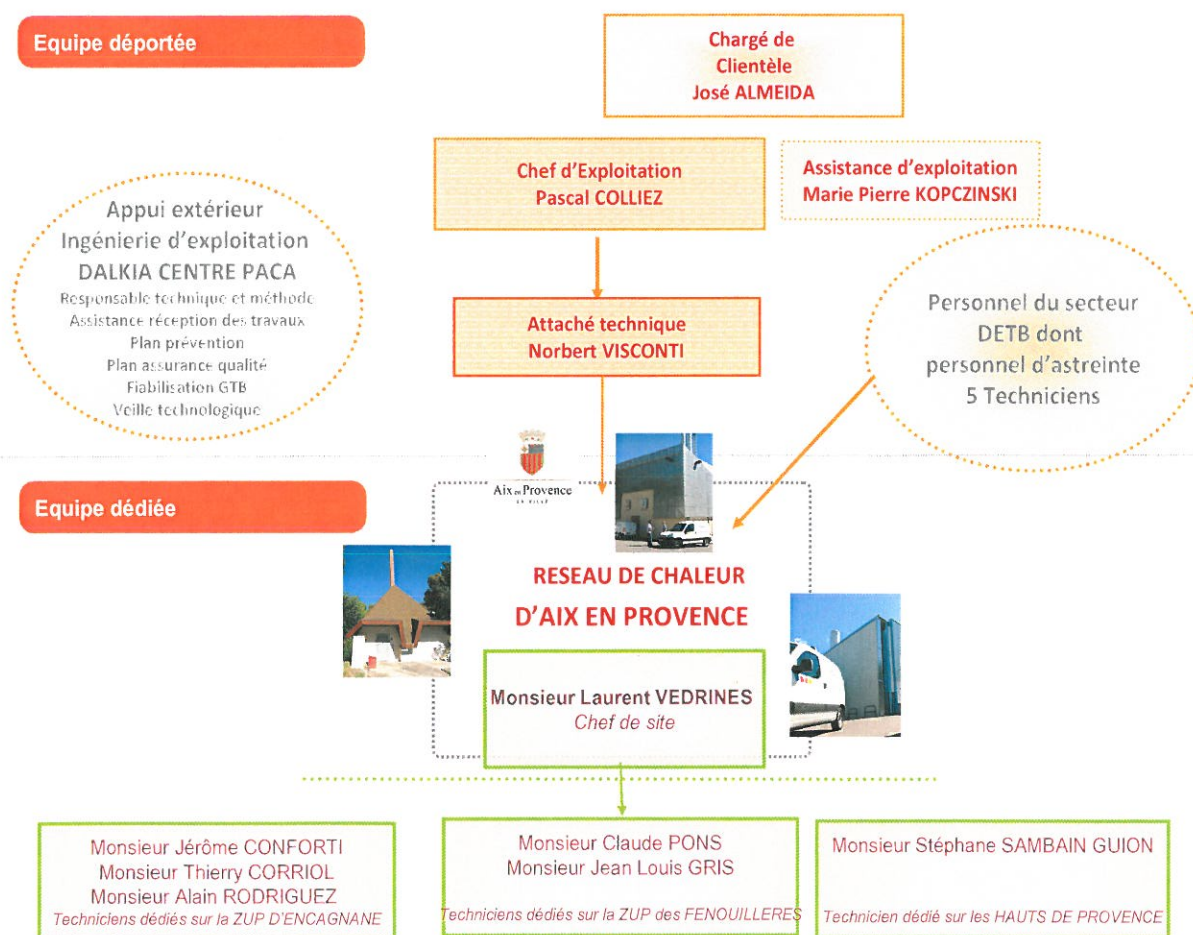 Equipe déportée
Chargé de
Clientèle
José ALMEIDA
Chef d'Exploitation
Pascal COLLIEZ
Assistance d'exploitation
Marie Pierre KOPCZINSKI
Appui extérieur
Ingénierie d'exploitation
DALKIA CENTRE PACA
Responsable technique et méthode
Assistance réception des travaux
Plan prévention
Plan assurance qualité
Fiabilisation GTB
Veille technologique
Attaché technique
Norbert VISCONTI
Personnel du secteur
DETB dont
personnel d'astreinte
5 Techniciens
Equipe dédiée
Aix en Provence
LA VILLE
RESEAU DE CHALEUR
D'AIX EN PROVENCE
Monsieur Laurent VEDRINES
Chef de site
Monsieur Jérôme CONFORTI
Monsieur Thierry CORRIOL
Monsieur Alain RODRIGUEZ
Techniciens dédiés sur la ZUP D'ENCAGNANE
Monsieur Claude PONS
Monsieur Jean Louis GRIS
Techniciens dédiés sur la ZUP des FENOUILLERES
Monsieur Stéphane SAMBAIN GUION
Technicien dédié sur les HAUTS DE PROVENCE